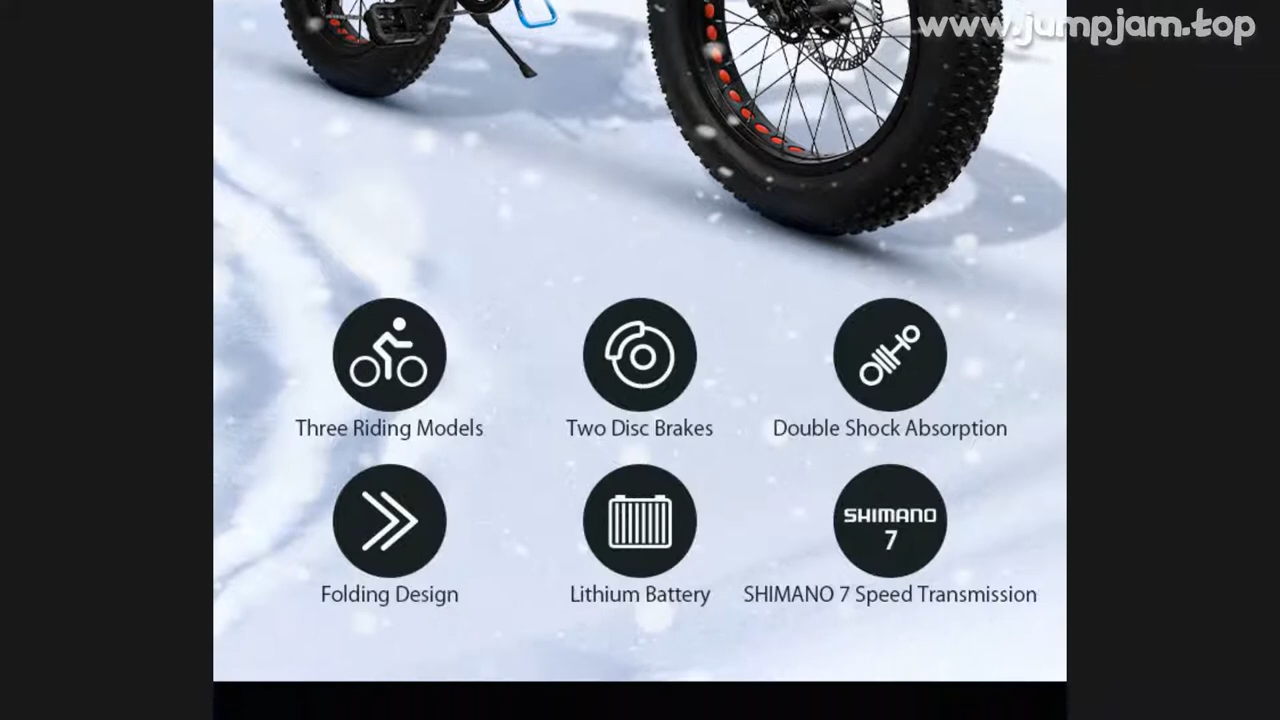 www.jumpjam.top
Three Riding Models
Two Disc Brakes
Double Shock Absorption
SHIMANO
7
Folding Design
Lithium Battery
SHIMANO 7 Speed Transmission